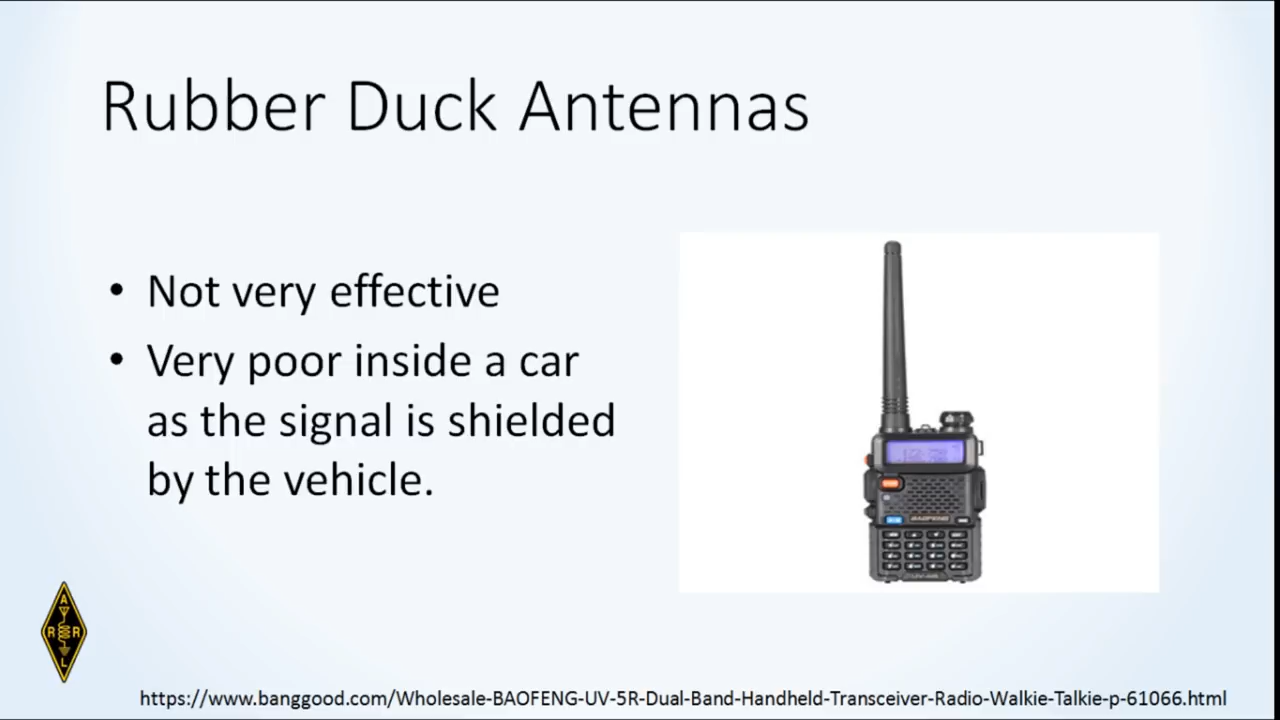 Rubber Duck Antennas
• Not very effective
• Very poor inside a car
as the signal is shielded
by the vehicle.
BAOFENG
A
R R
L
https://www.banggood.com/Wholesale-BAOFENG-UV-5R-Dual-Band-Handheld-Transceiver-Radio-Walkie-Talkie-p-61066.html